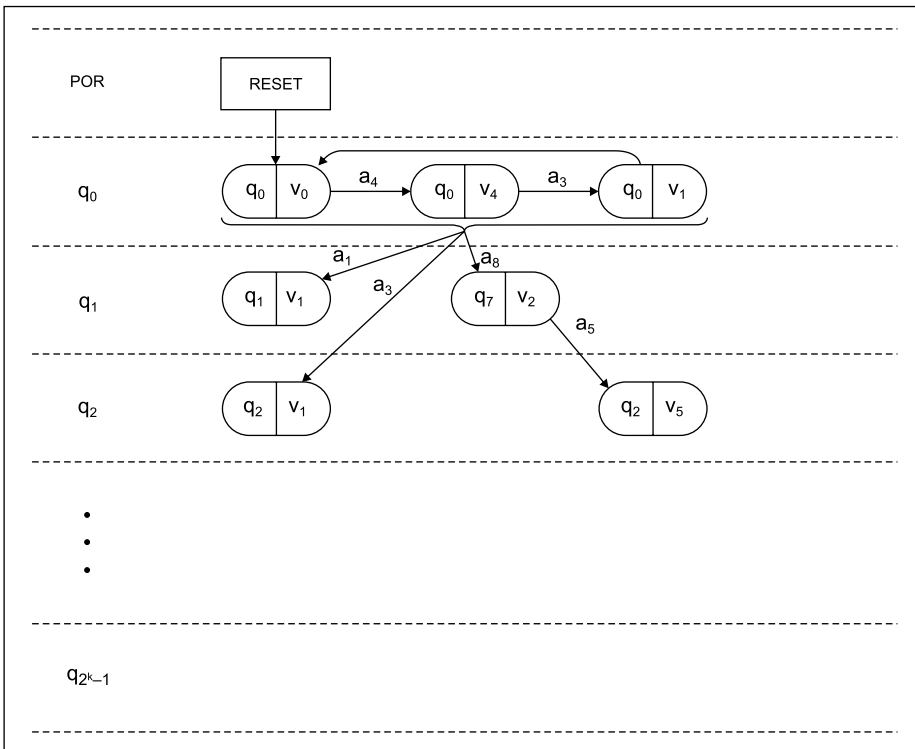 POR RESET
q₀ q₀ v₀ a₄ q₀ v₄ a₃ q₀ v₁
a₁ a₃ a₈
q₁ q₁ v₁ q₇ v₂
a₅
q₂ q₂ v₁ q₂ v₅
q₂ᵏ₋₁